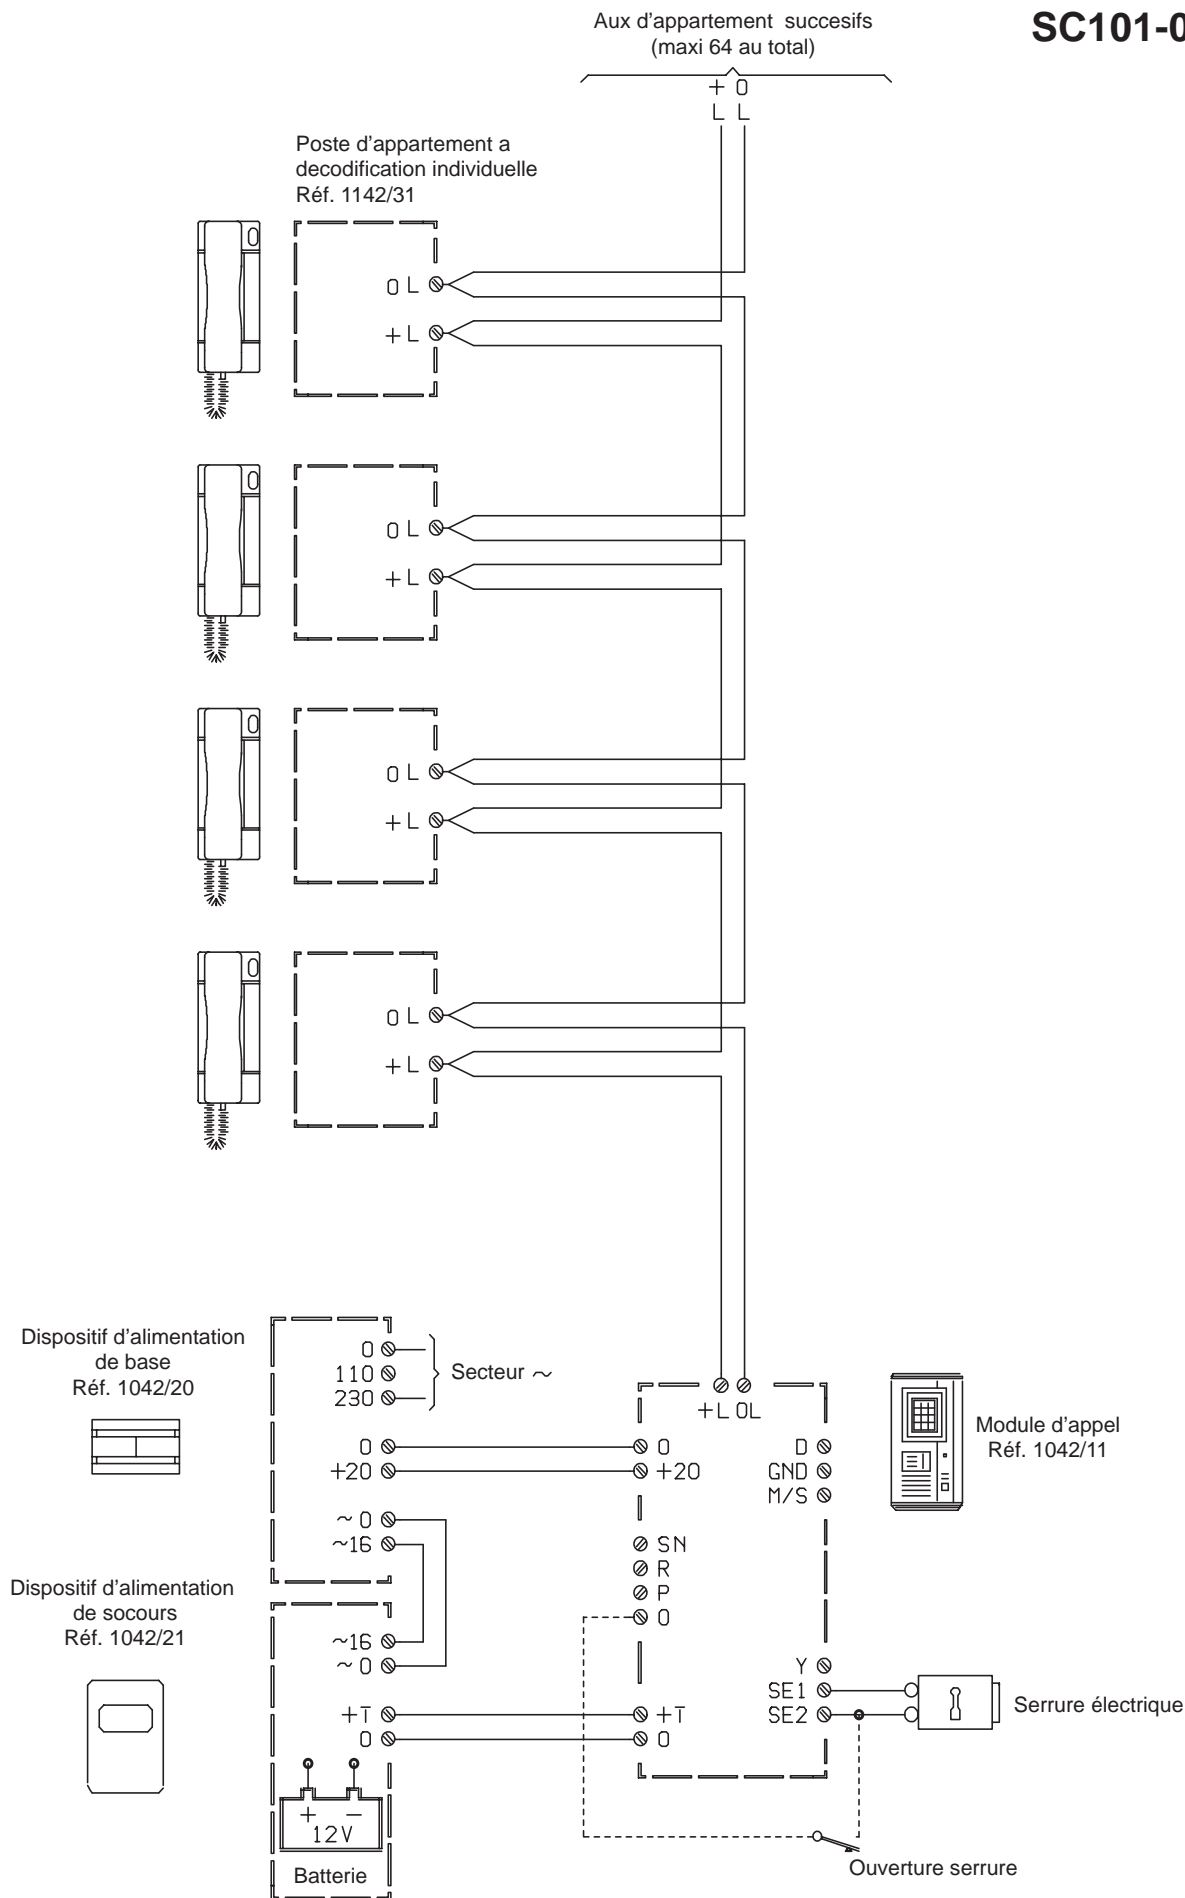 SC101-0
Aux d'appartement succesifs
(maxi 64 au total)
+ 0
L L
Poste d'appartement a
decodification individuelle
Réf. 1142/31
0 L
+ L
0 L
+ L
0 L
+ L
0 L
+ L
Dispositif d'alimentation
de base
Réf. 1042/20
0
110
230
Secteur ~
0
+20
~ 0
~16
+L 0L
0
+20
SN
R
P
0
+T
0
D
GND
M/S
Y
SE1
SE2
Module d'appel
Réf. 1042/11
Dispositif d'alimentation
de socours
Réf. 1042/21
~16
~ 0
+T
0
+ −
12V
Batterie
Serrure électrique
Ouverture serrure